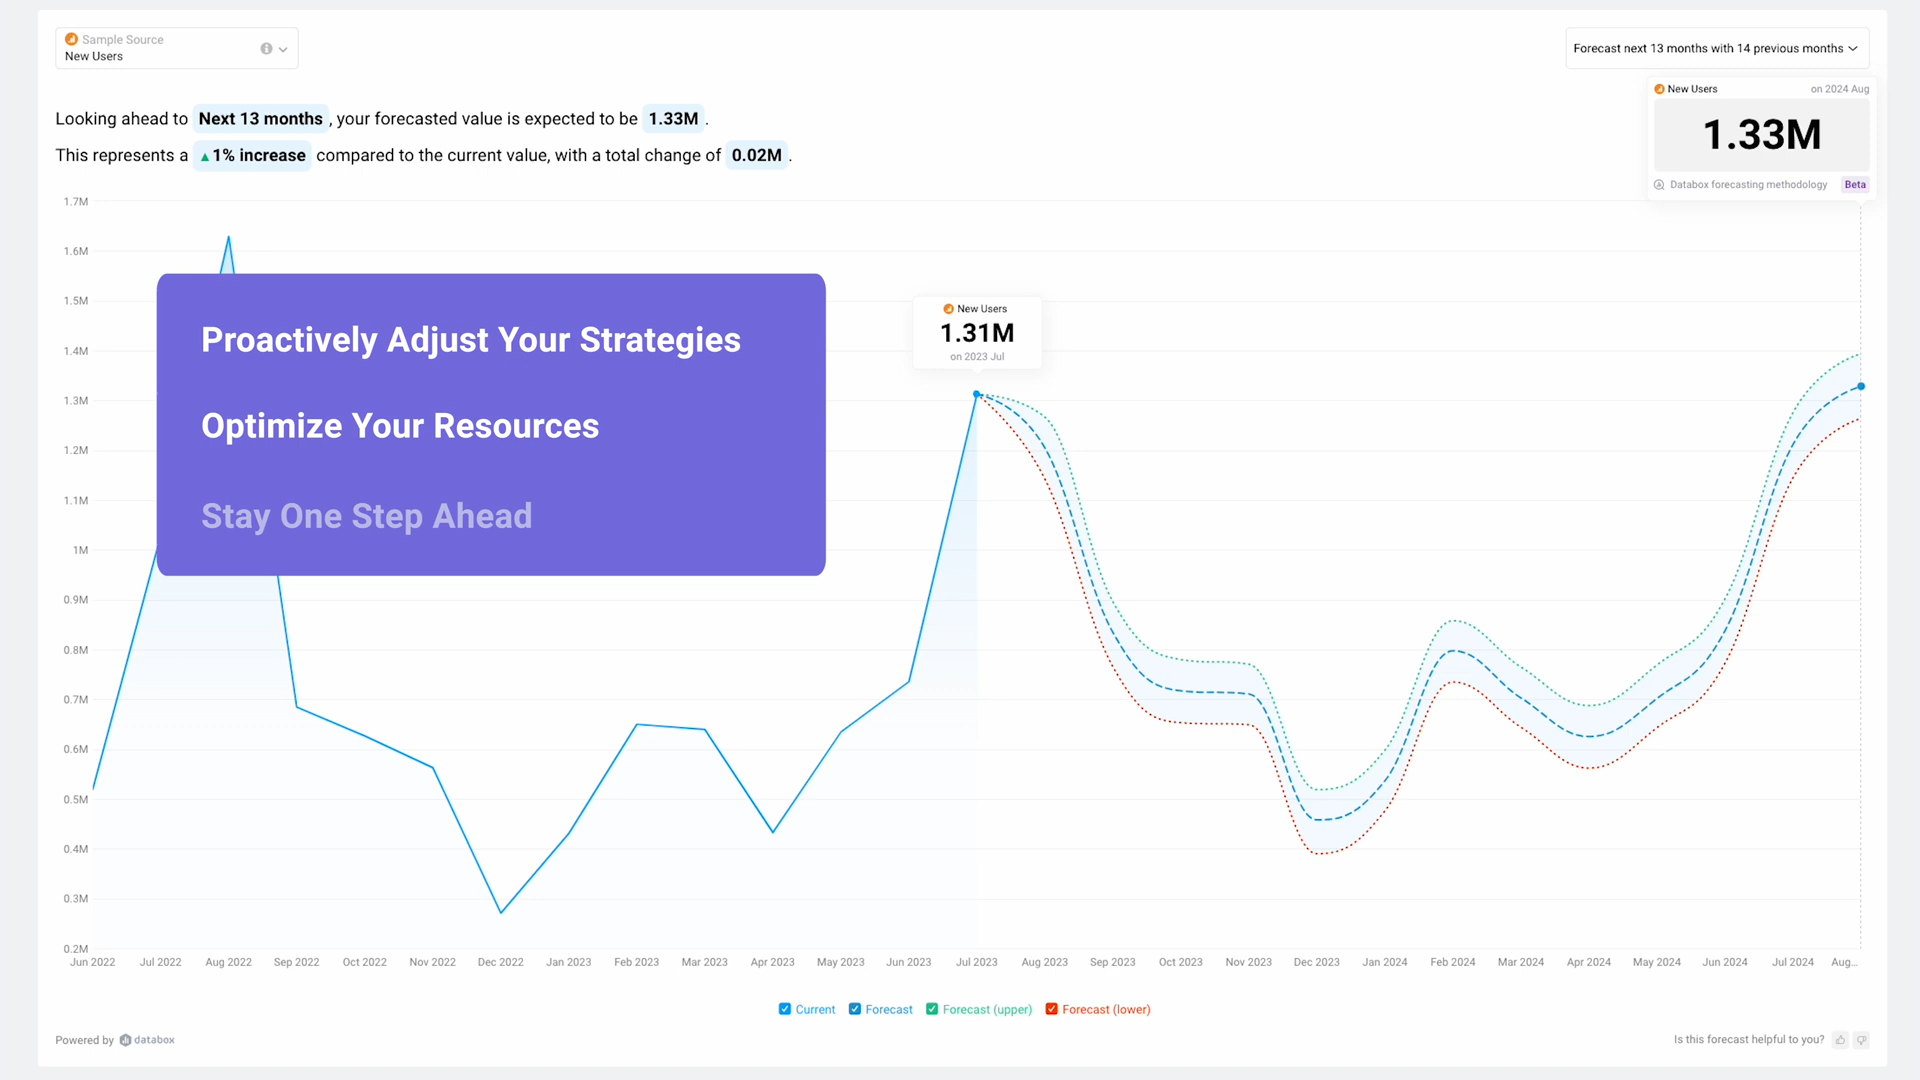 Sample Source
New Users
Forecast next 13 months with 14 previous months
New Users on 2024 Aug
1.33M
Databox forecasting methodology Beta
Looking ahead to Next 13 months , your forecasted value is expected to be 1.33M .
This represents a ▲1% increase compared to the current value, with a total change of 0.02M .
1.7M
1.6M
1.5M
1.4M
1.3M
1.2M
1.1M
1M
0.9M
0.8M
0.7M
0.6M
0.5M
0.4M
0.3M
0.2M
Proactively Adjust Your Strategies
Optimize Your Resources
Stay One Step Ahead
New Users
1.31M
on 2023 Jul
Jun 2022 Jul 2022 Aug 2022 Sep 2022 Oct 2022 Nov 2022 Dec 2022 Jan 2023 Feb 2023 Mar 2023 Apr 2023 May 2023 Jun 2023 Jul 2023 Aug 2023 Sep 2023 Oct 2023 Nov 2023 Dec 2023 Jan 2024 Feb 2024 Mar 2024 Apr 2024 May 2024 Jun 2024 Jul 2024 Aug...
Current Forecast Forecast (upper) Forecast (lower)
Powered by databox
Is this forecast helpful to you?